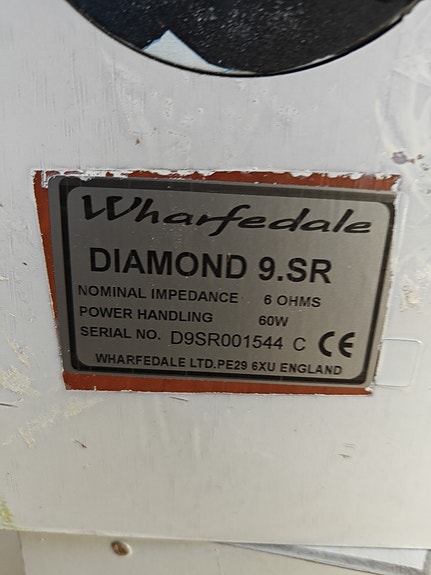 Wharfedale
DIAMOND 9.SR
NOMINAL IMPEDANCE 6 OHMS
POWER HANDLING 60W
SERIAL NO. D9SR001544 C CE
WHARFEDALE LTD.PE29 6XU ENGLAND